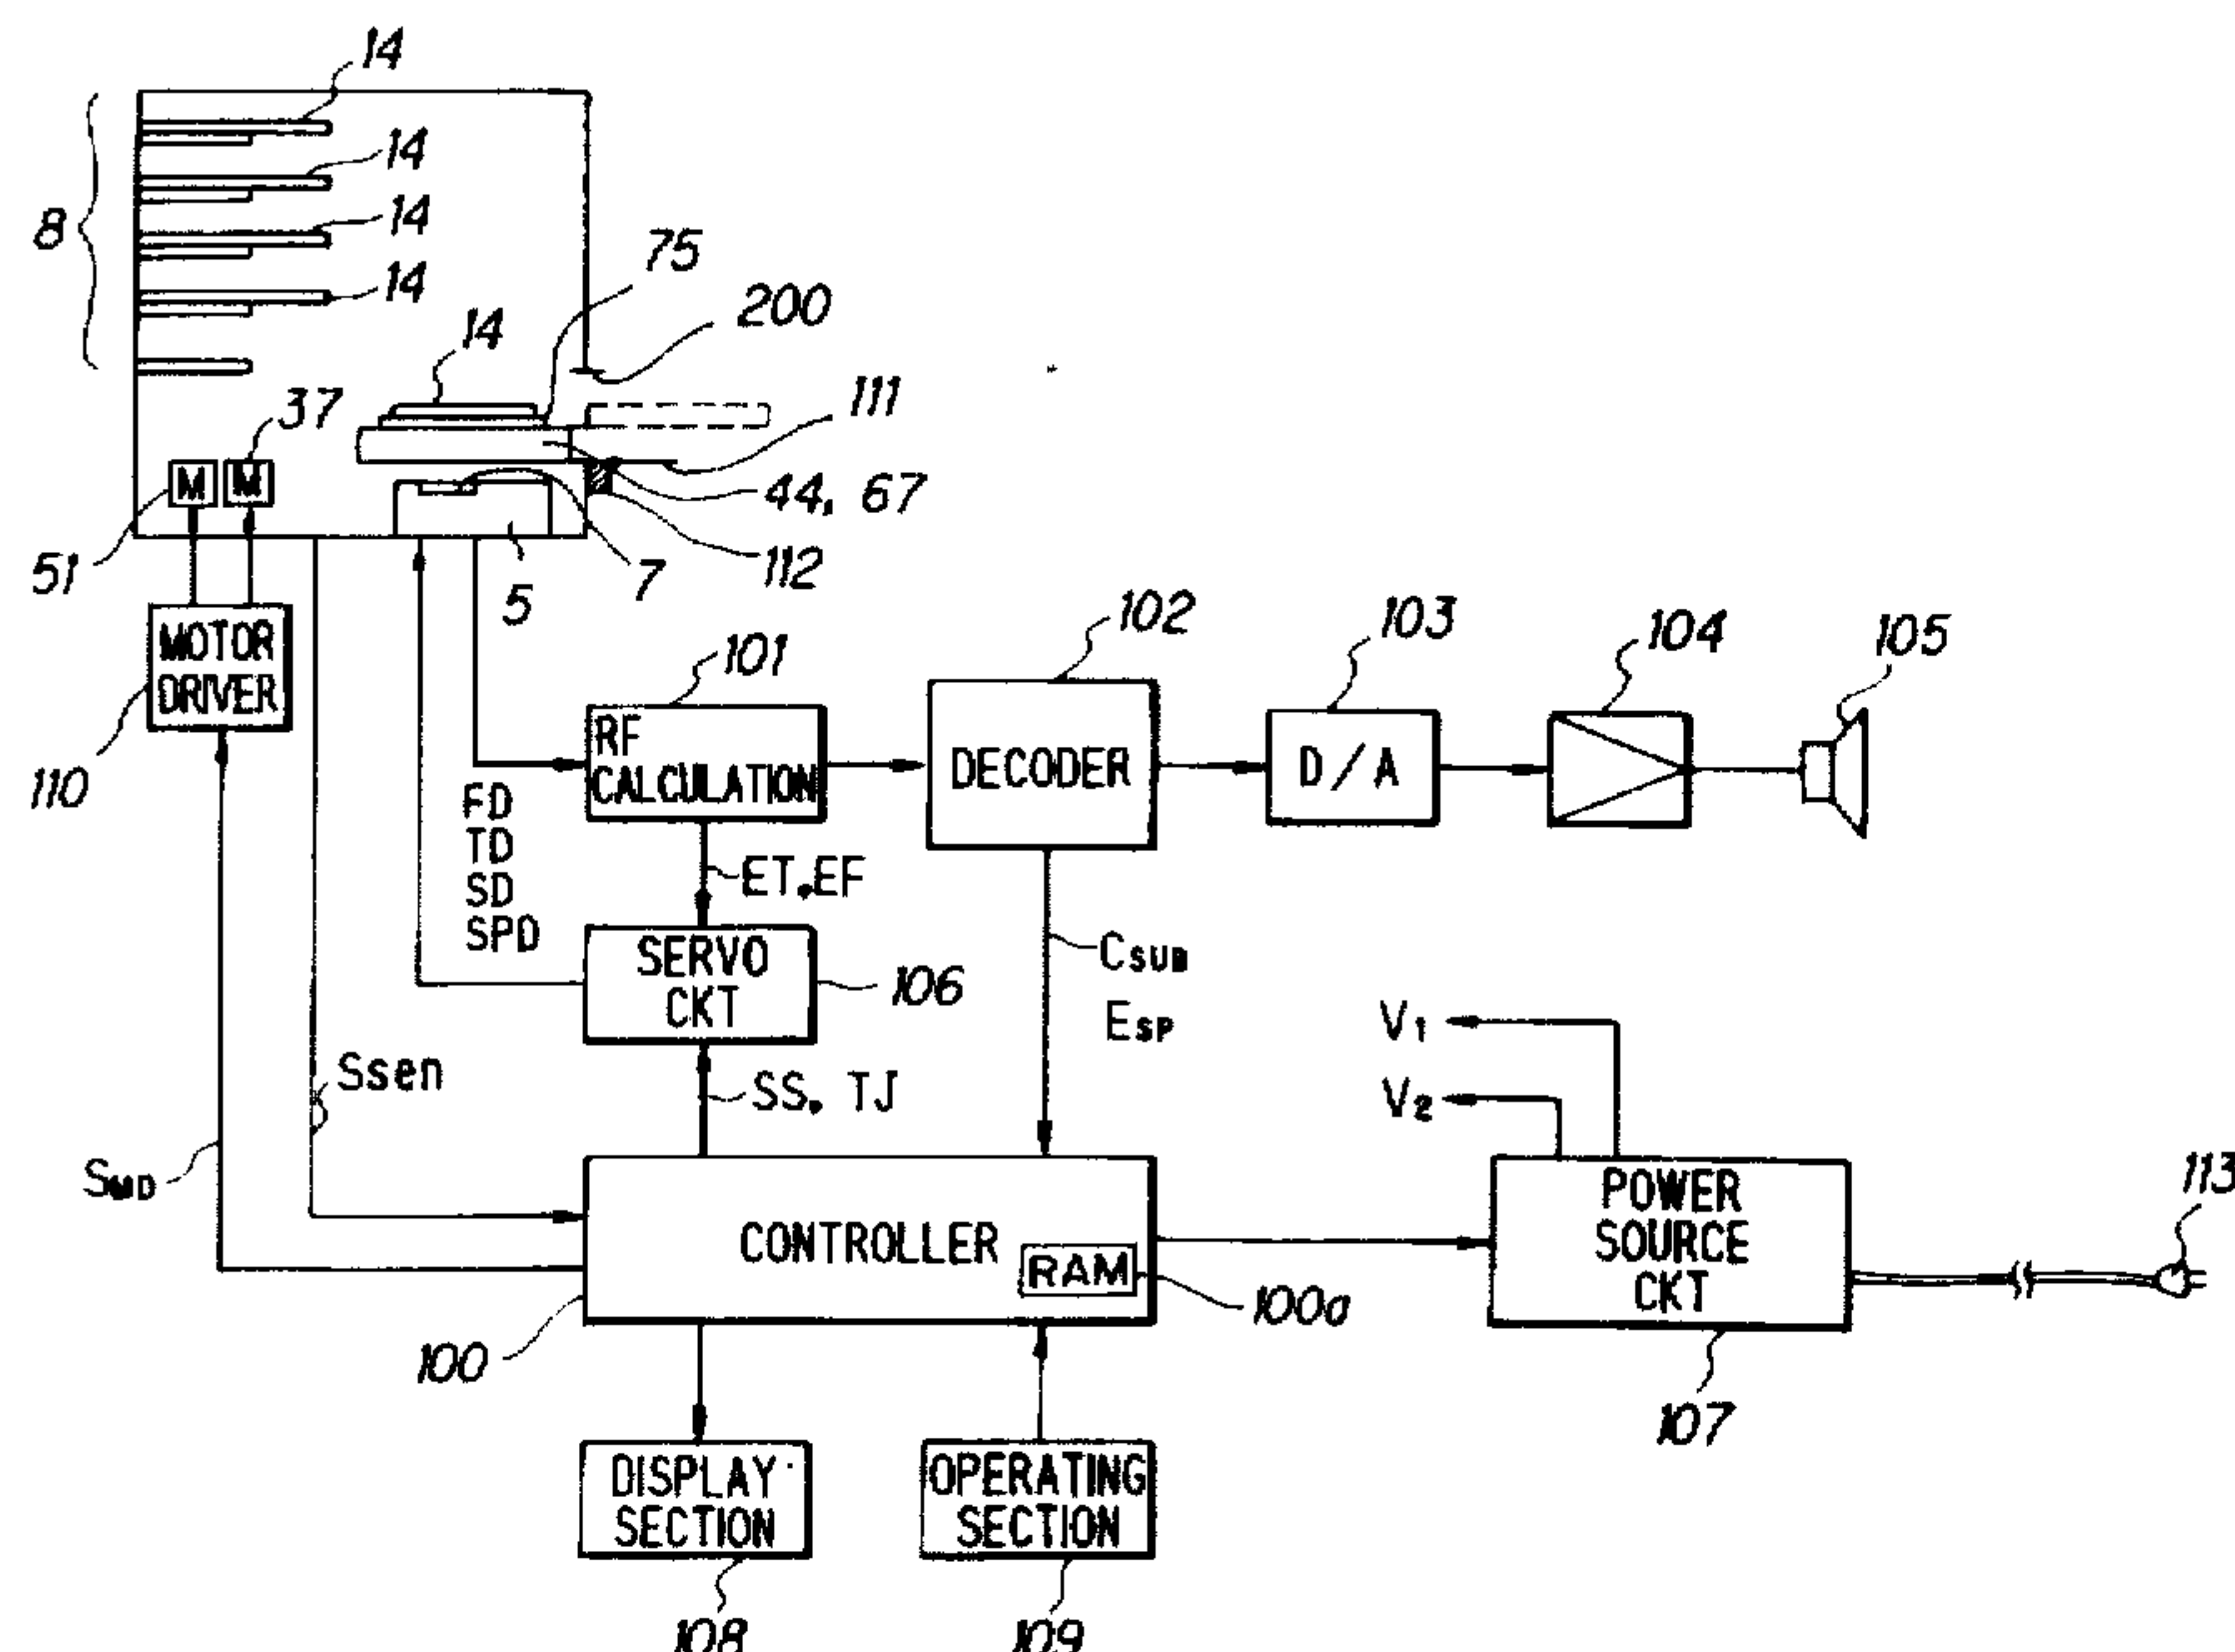 14
14
8
14
75
14
200
14
37
111
M
M
44, 67
51
7
112
5
102
103
104
105
101
MOTOR
DRIVER
RF
CALCULATION
DECODER
D/A
110
FD
TD
SD
SPD
ET.EF
SERVO
CKT
106
CSUB
ESP
V1
Ssen
SS. TJ
V2
SMD
113
POWER
SOURCE
CKT
CONTROLLER
RAM
100a
100
107
DISPLAY
SECTION
OPERATING
SECTION
108
109